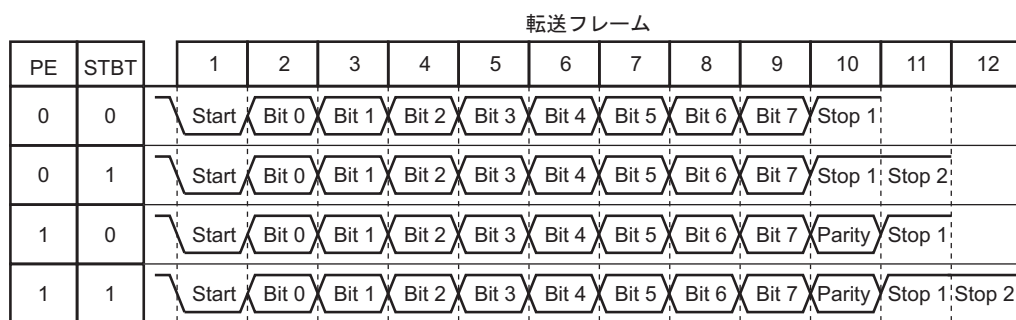 転送フレーム
PE STBT 1 2 3 4 5 6 7 8 9 10 11 12
0 0 Start Bit 0 Bit 1 Bit 2 Bit 3 Bit 4 Bit 5 Bit 6 Bit 7 Stop 1
0 1 Start Bit 0 Bit 1 Bit 2 Bit 3 Bit 4 Bit 5 Bit 6 Bit 7 Stop 1 Stop 2
1 0 Start Bit 0 Bit 1 Bit 2 Bit 3 Bit 4 Bit 5 Bit 6 Bit 7 Parity Stop 1
1 1 Start Bit 0 Bit 1 Bit 2 Bit 3 Bit 4 Bit 5 Bit 6 Bit 7 Parity Stop 1 Stop 2